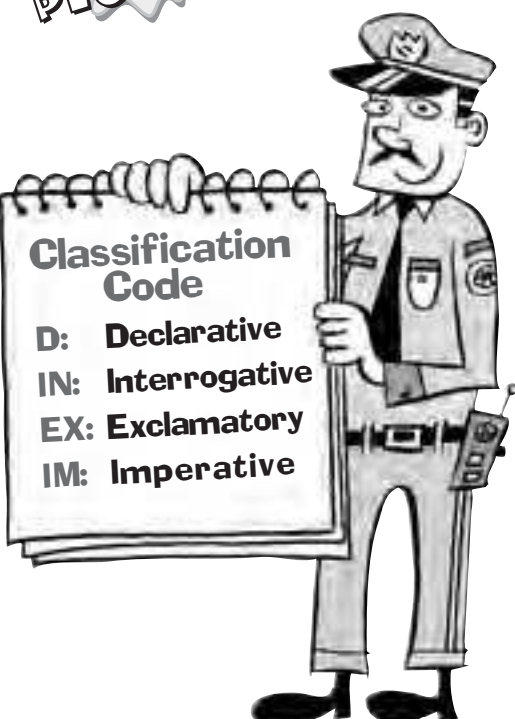 Classification
Code
D: Declarative
IN: Interrogative
EX: Exclamatory
IM: Imperative